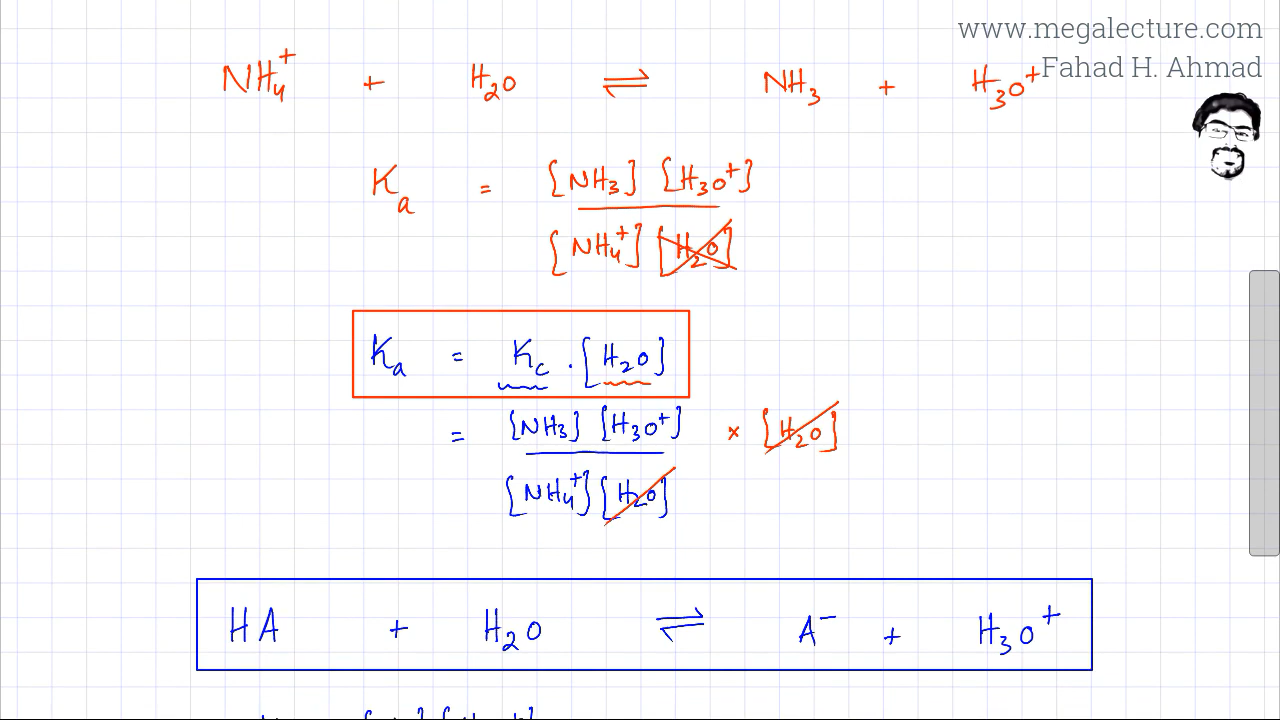 www.megalecture.com
Fahad H. Ahmad
NH₄⁺ + H₂O ⇌ NH₃ + H₃O⁺
Kₐ = [NH₃] [H₃O⁺]
[NH₄⁺] [H₂O]
Kₐ = K꜀ . [H₂O]
= [NH₃] [H₃O⁺] × [H₂O]
[NH₄⁺] [H₂O]
HA + H₂O ⇌ A⁻ + H₃O⁺